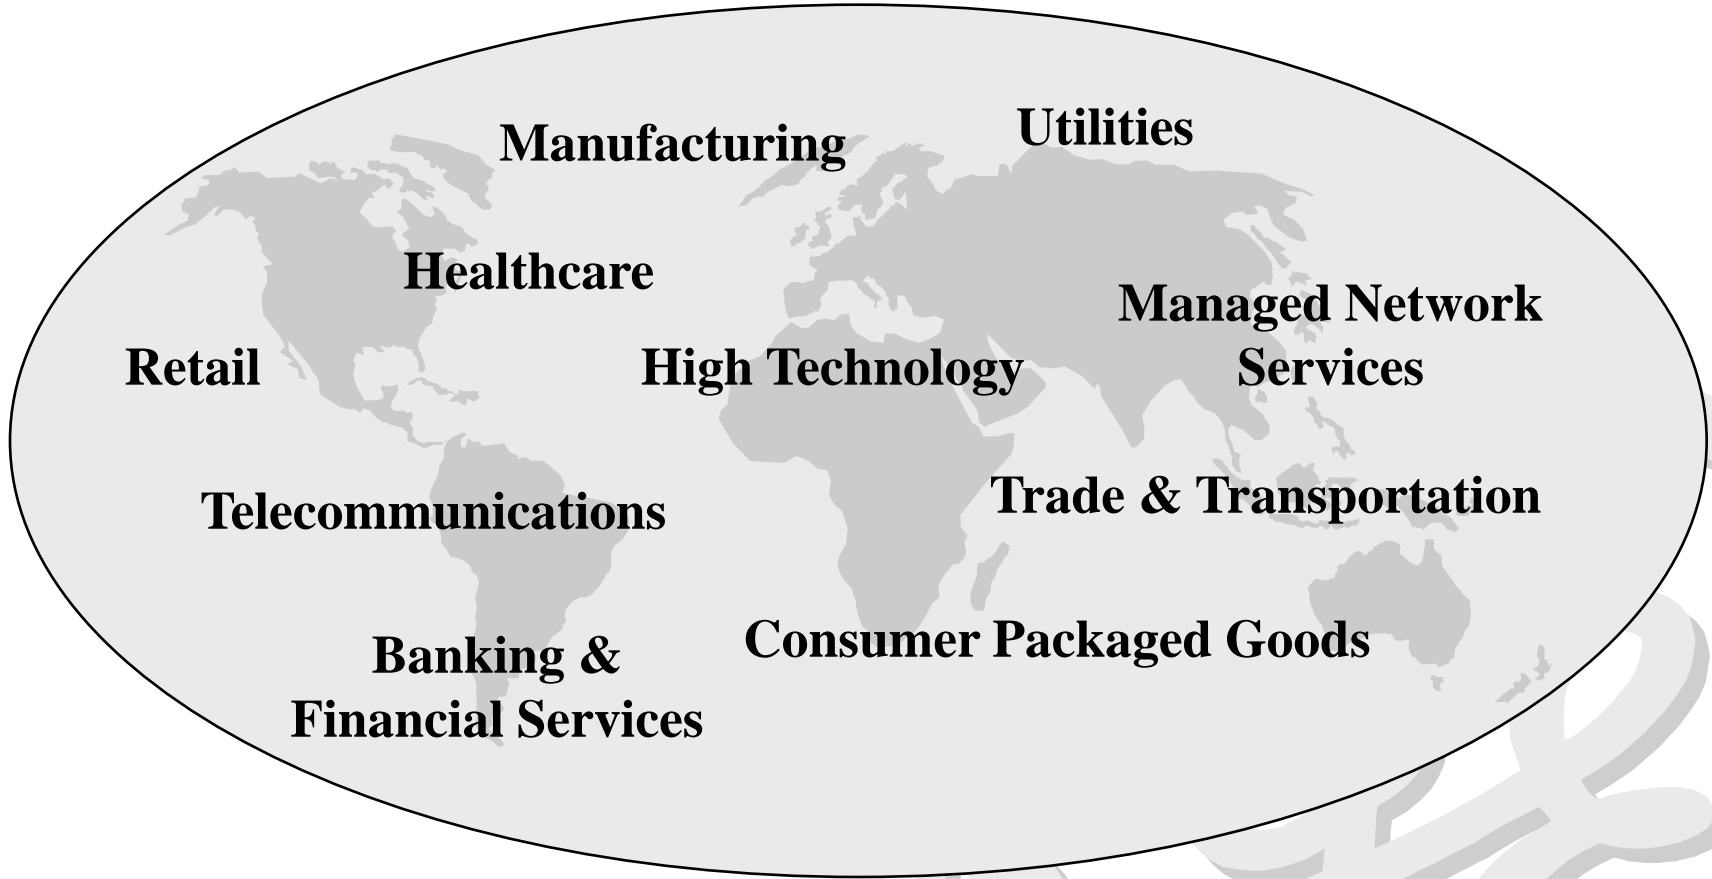 Utilities
Manufacturing
Healthcare
Managed Network
Services
Retail
High Technology
Telecommunications
Trade & Transportation
Consumer Packaged Goods
Banking &
Financial Services